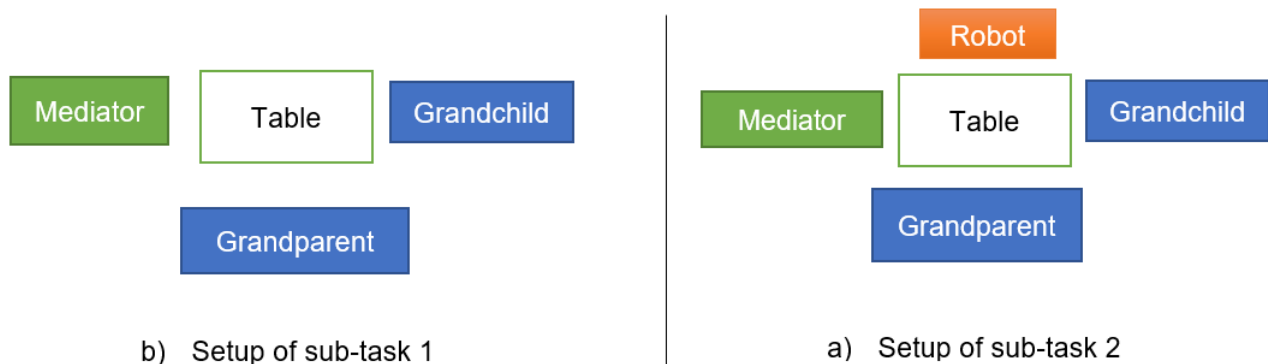 Mediator
Table
Grandchild
Grandparent
b) Setup of sub-task 1
Robot
Mediator
Table
Grandchild
Grandparent
a) Setup of sub-task 2